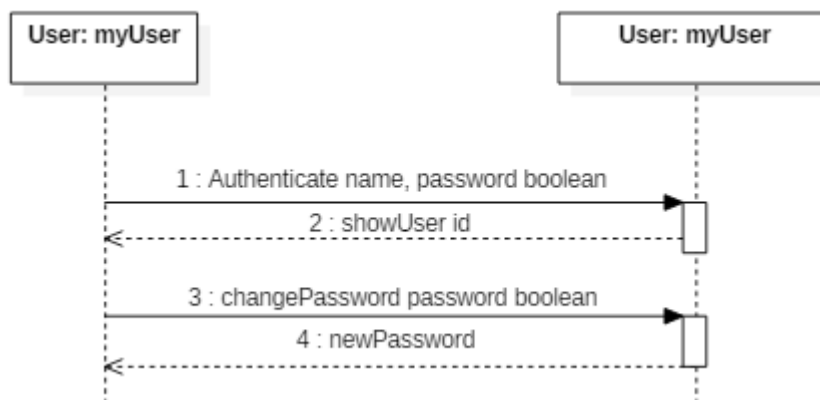 User: myUser
User: myUser
1 : Authenticate name, password boolean
2 : showUser id
3 : changePassword password boolean
4 : newPassword